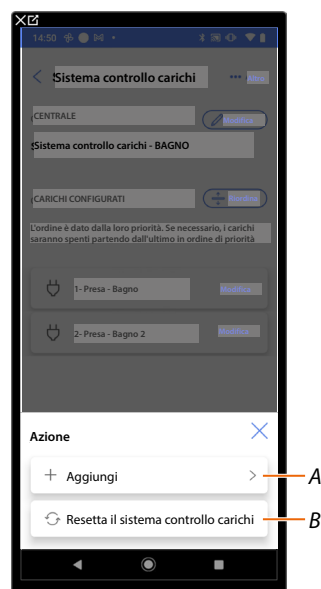 14:50
Sistema controllo carichi
CENTRALE
Modifica
Sistema controllo carichi - BAGNO
CARICHI CONFIGURATI
L'ordine è dato dalla loro priorità. Se necessario, i carichi
saranno spenti partendo dall'ultimo in ordine di priorità
1- Presa - Bagno
Modifica
2- Presa - Bagno 2
Modifica
Azione
Aggiungi
A
Resetta il sistema controllo carichi
B